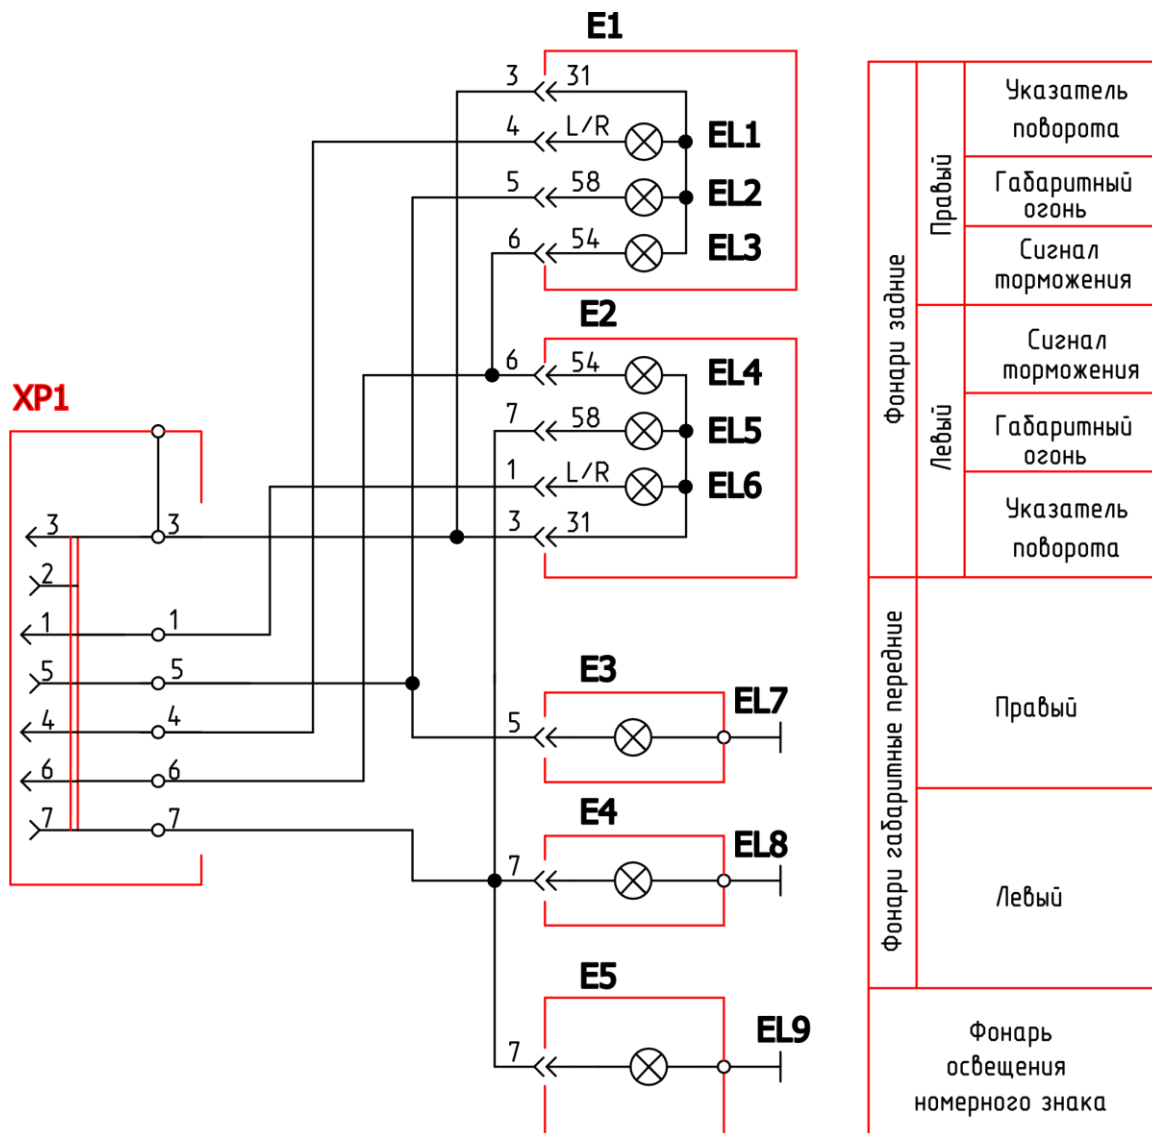 E1
3
31
4
L/R
EL1
5
58
EL2
6
54
EL3
E2
6
54
EL4
7
58
EL5
1
L/R
EL6
3
31
XP1
3
3
2
1
1
5
5
4
4
6
6
7
7
E3
5
EL7
E4
7
EL8
E5
7
EL9
Фонари задние
Правый
Указатель
поворота
Габаритный
огонь
Сигнал
торможения
Левый
Сигнал
торможения
Габаритный
огонь
Указатель
поворота
Фонари габаритные передние
Правый
Левый
Фонарь
освещения
номерного знака